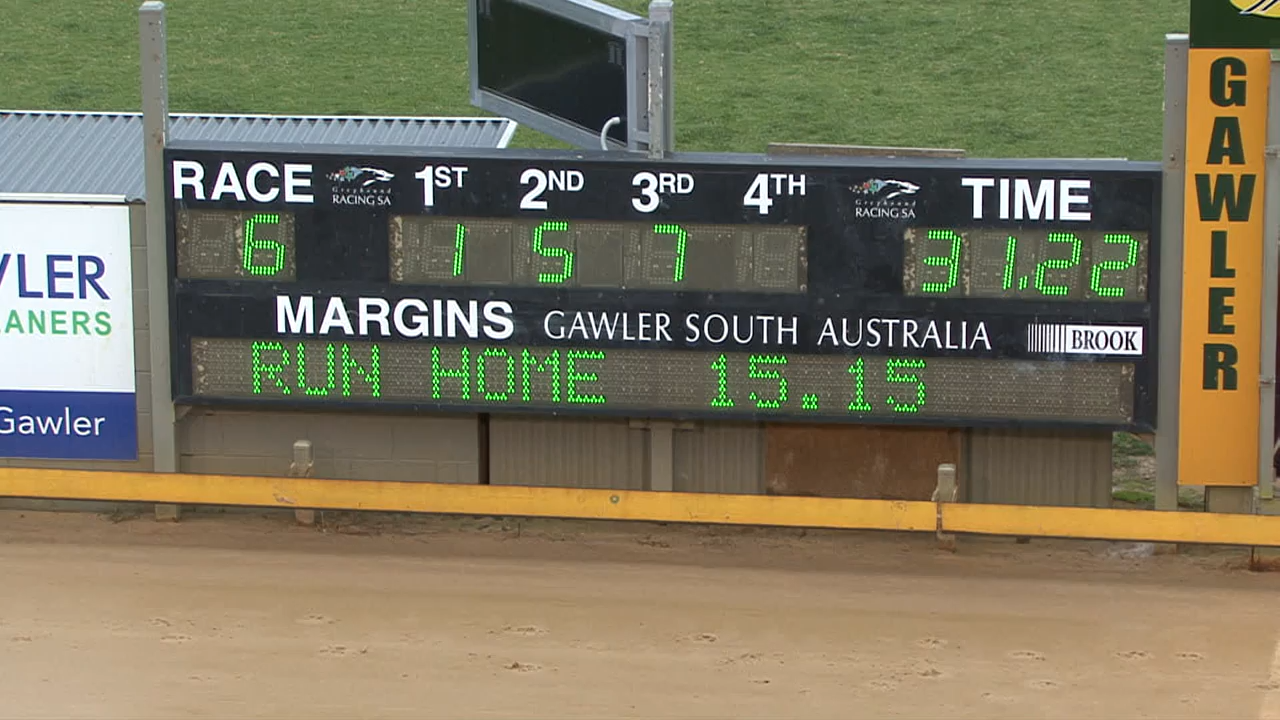 RACE Greyhound RACING SA 1ST 2ND 3RD 4TH Greyhound RACING SA TIME
6 1 5 7 31.22
MARGINS GAWLER SOUTH AUSTRALIA BROOK
RUN HOME 15.15
GAWLER
VLER
ANERS
Gawler